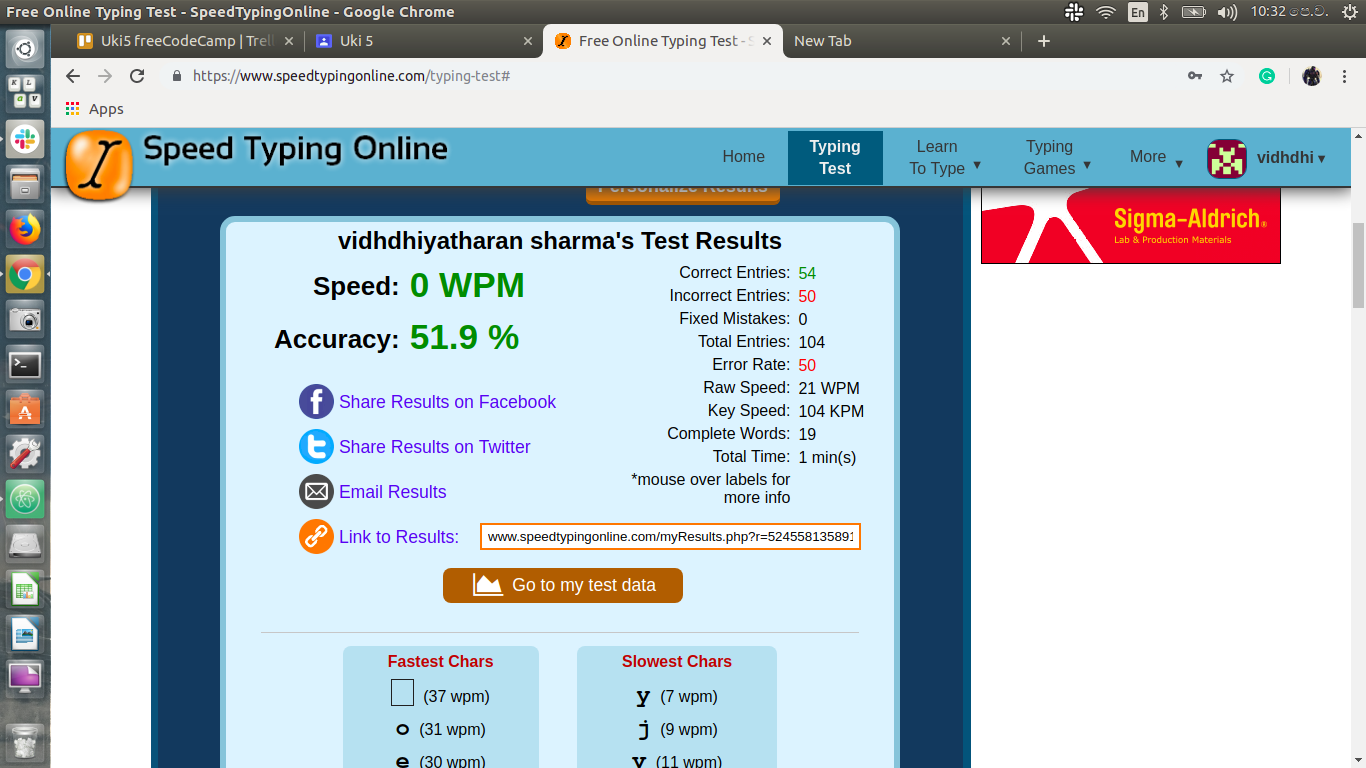 Free Online Typing Test - SpeedTypingOnline - Google Chrome
En
10:32 පෙ.ව.
Uki5 freeCodeCamp | Trell
Uki 5
Free Online Typing Test - S
New Tab
https://www.speedtypingonline.com/typing-test#
Apps
Speed Typing Online
Home
Typing
Test
Learn
To Type
Typing
Games
More
vidhdhi
Personalize Results
Sigma-Aldrich®
Lab & Production Materials
vidhdhiyatharan sharma's Test Results
Speed: 0 WPM
Accuracy: 51.9 %
Share Results on Facebook
Share Results on Twitter
Email Results
Link to Results: www.speedtypingonline.com/myResults.php?r=524558135891
Correct Entries: 54
Incorrect Entries: 50
Fixed Mistakes: 0
Total Entries: 104
Error Rate: 50
Raw Speed: 21 WPM
Key Speed: 104 KPM
Complete Words: 19
Total Time: 1 min(s)
*mouse over labels for
more info
Go to my test data
Fastest Chars
(37 wpm)
o (31 wpm)
e (30 wpm)
Slowest Chars
y (7 wpm)
j (9 wpm)
v (11 wpm)